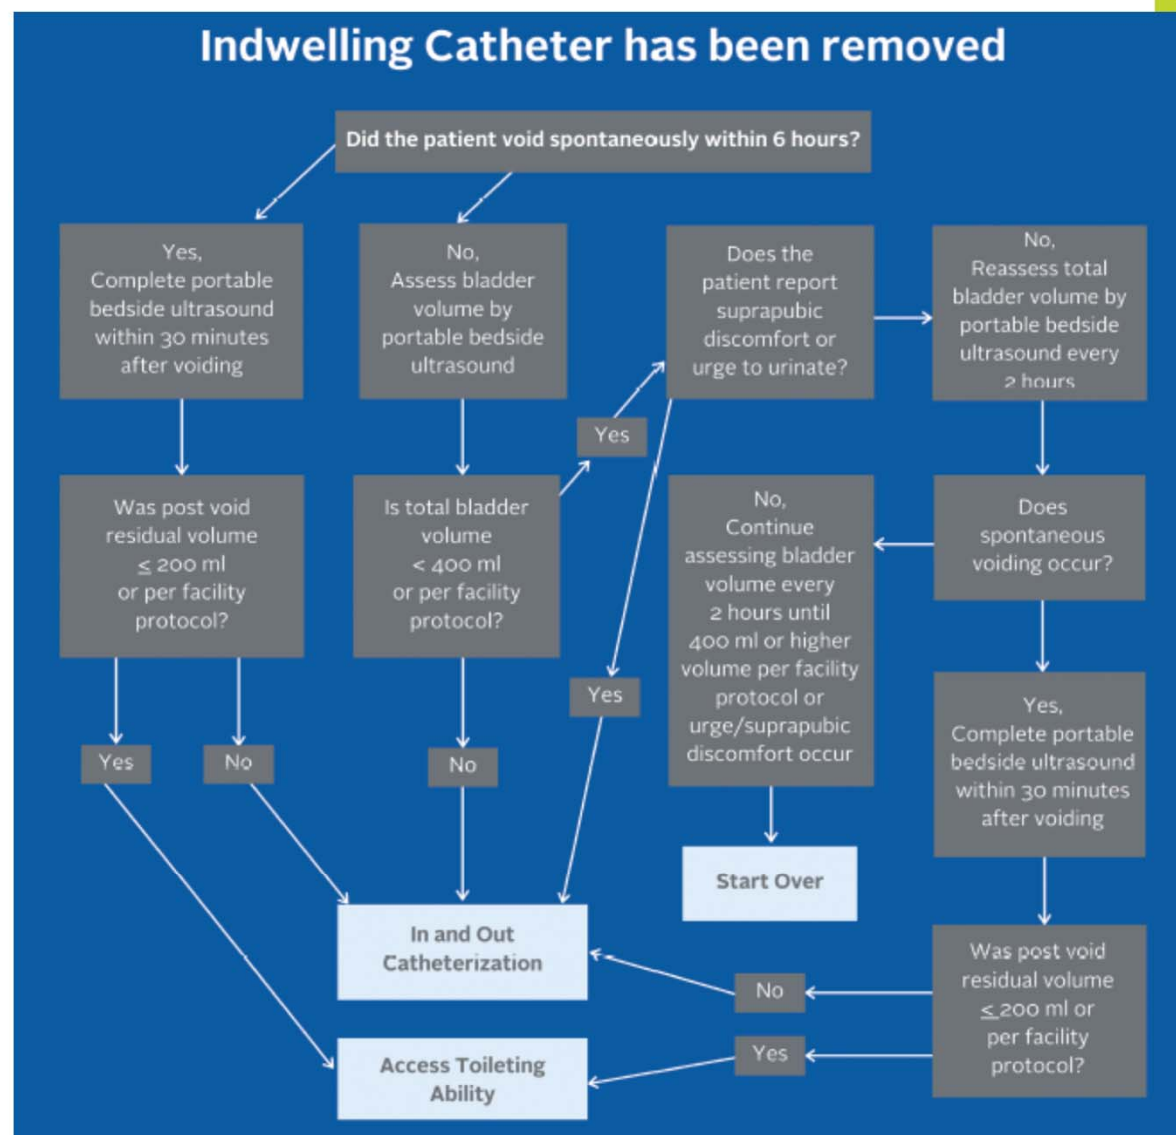 Indwelling Catheter has been removed
Did the patient void spontaneously within 6 hours?
Yes,
Complete portable
bedside ultrasound
within 30 minutes
after voiding
No,
Assess bladder
volume by
portable bedside
ultrasound
Does the
patient report
suprapubic
discomfort or
urge to urinate?
No,
Reassess total
bladder volume by
portable bedside
ultrasound every
2 hours
Yes
Was post void
residual volume
≤ 200 ml
or per facility
protocol?
Is total bladder
volume
< 400 ml
or per facility
protocol?
No,
Continue
assessing bladder
volume every
2 hours until
400 ml or higher
volume per facility
protocol or
urge/suprapubic
discomfort occur
Does
spontaneous
voiding occur?
Yes
Yes
No
No
Yes,
Complete portable
bedside ultrasound
within 30 minutes
after voiding
Start Over
In and Out
Catheterization
Was post void
residual volume
≤ 200 ml or
per facility
protocol?
No
Yes
Access Toileting
Ability